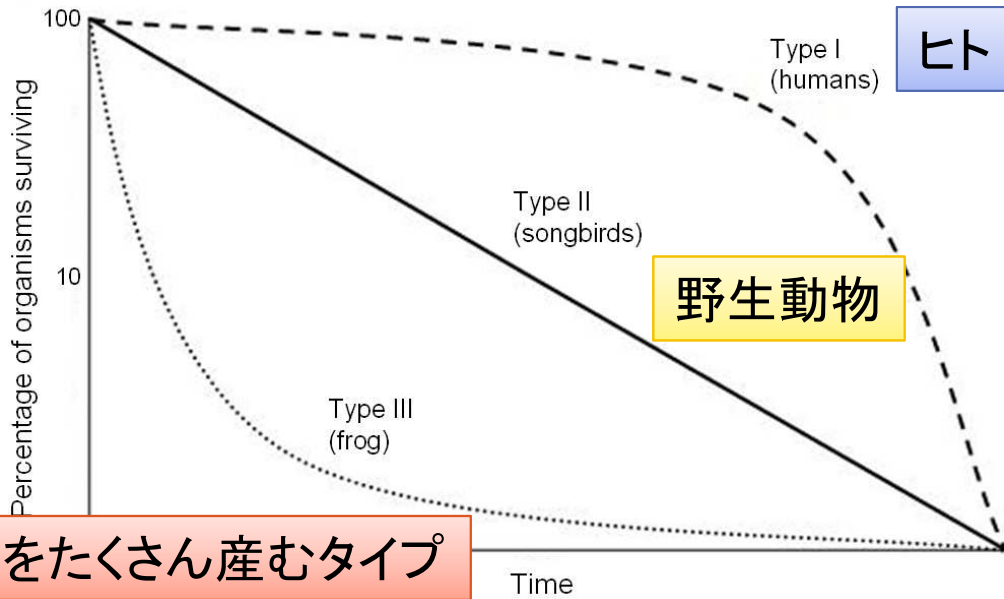 100
Type I
(humans)
ヒト
Percentage of organisms surviving
Type II
(songbirds)
10
野生動物
Type III
(frog)
をたくさん産むタイプ
Time